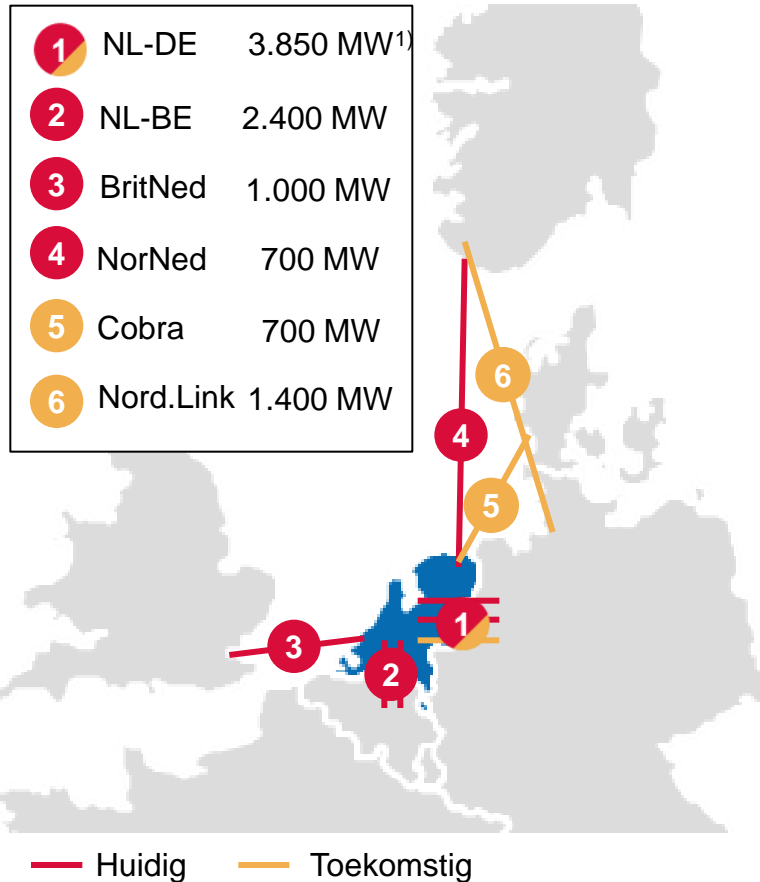 1 NL-DE 3.850 MW¹⁾
2 NL-BE 2.400 MW
3 BritNed 1.000 MW
4 NorNed 700 MW
5 Cobra 700 MW
6 Nord.Link 1.400 MW
6
4
5
1
3
2
Huidig Toekomstig